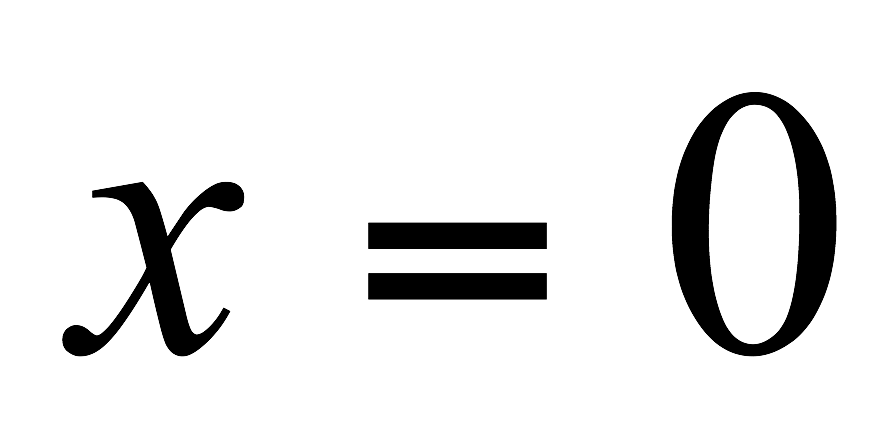 x = 0